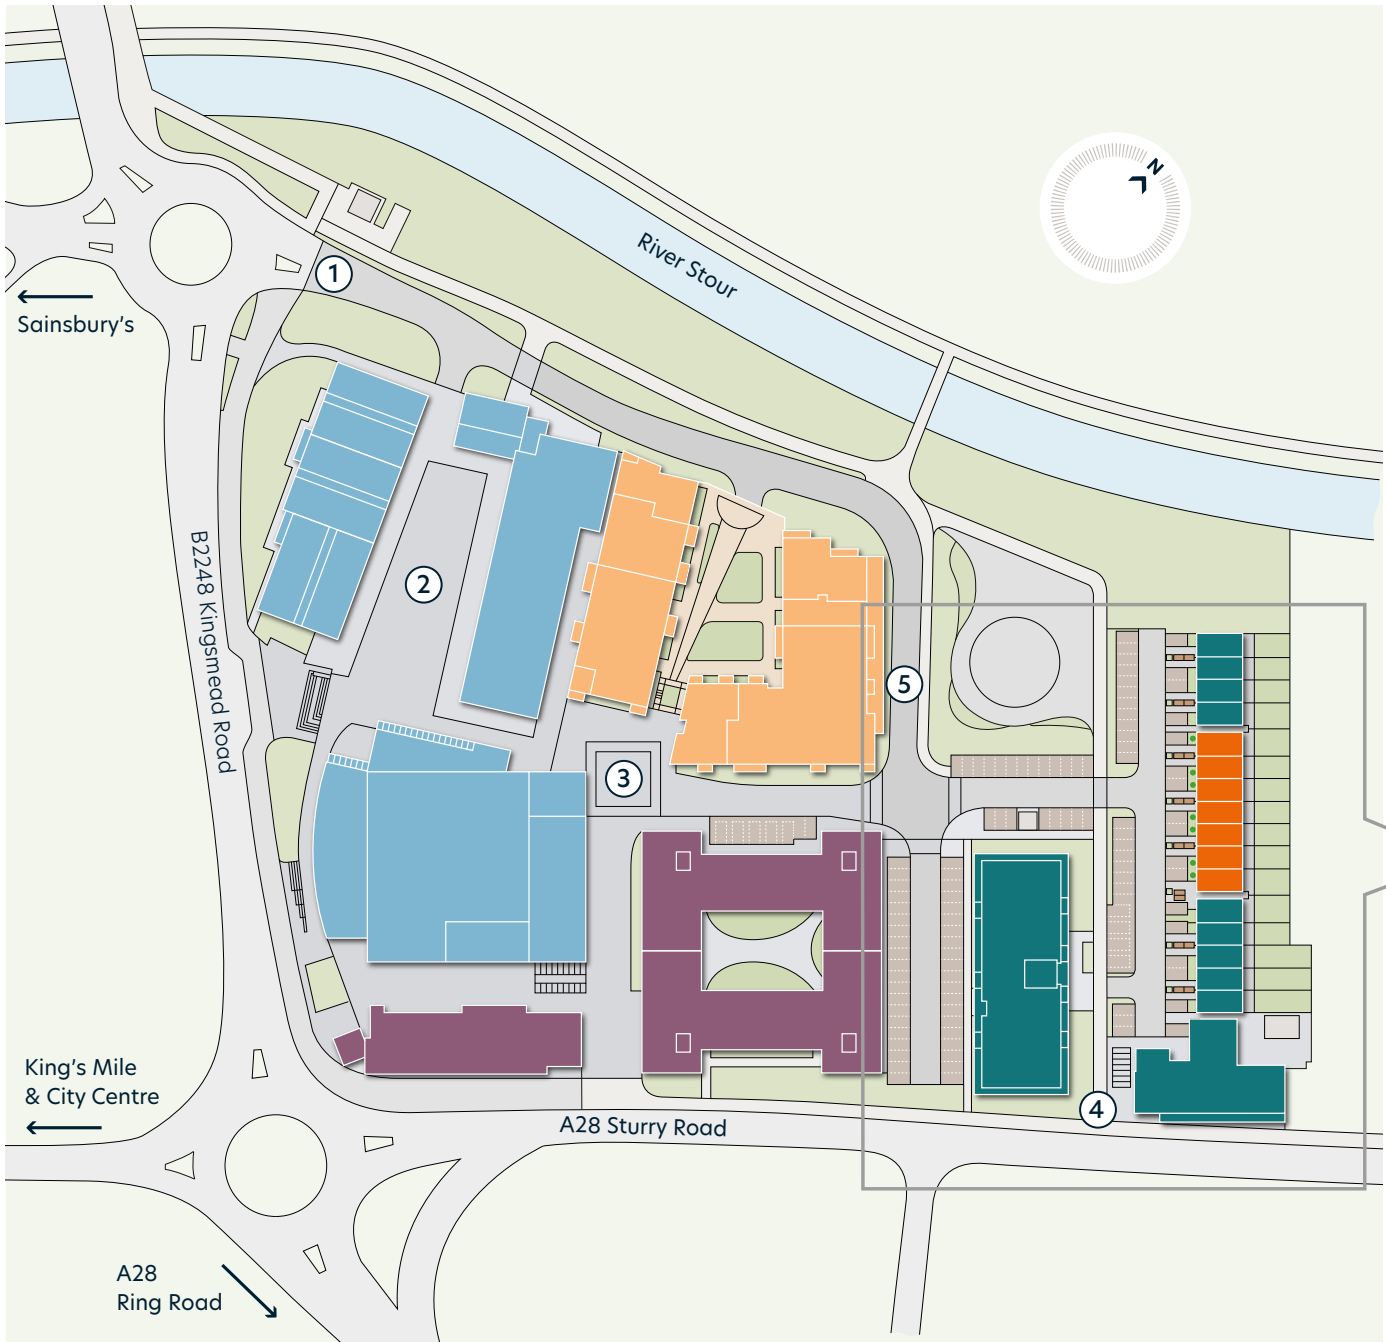 N
River Stour
1
Sainsbury's
2
B2248 Kingsmead Road
5
3
King's Mile
& City Centre
4
A28 Sturry Road
A28
Ring Road